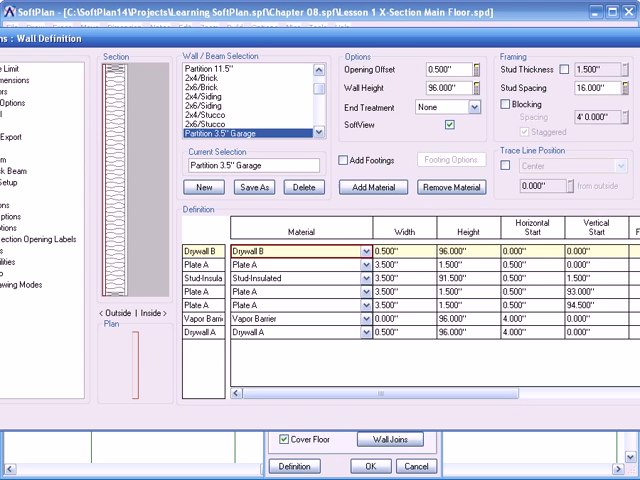 SoftPlan - [C:\SoftPlan14\Projects\Learning SoftPlan.spf\Chapter 08.spf\Lesson 1 X-Section Main Floor.spd]
ns : Wall Definition
e Limit
mensions
ors
Options
l
Export
m
k Beam
Setup
ons
ptions
ptions
ection Opening Labels
s
ilities
o
awing Modes
Section
< Outside | Inside >
Plan
Wall / Beam Selection
Partition 11.5"
2x4/Brick
2x6/Brick
2x4/Siding
2x6/Siding
2x4/Stucco
2x6/Stucco
Partition 3.5" Garage
Current Selection
Partition 3.5" Garage
New Save As Delete
Options
Opening Offset 0.500"
Wall Height 96.000"
End Treatment None
SoftView
Add Footings Footing Options
Add Material Remove Material
Framing
Stud Thickness 1.500"
Stud Spacing 16.000"
Blocking
Spacing 4' 0.000"
Staggered
Trace Line Position
Center
0.000" from outside
Definition
Material Width Height Horizontal Start Vertical Start F
Drywall B Drywall B 0.500" 96.000" 0.000" 0.000"
Plate A Plate A 3.500" 1.500" 0.500" 0.000"
Stud-Insula Stud-Insulated 3.500" 91.500" 0.500" 1.500"
Plate A Plate A 3.500" 1.500" 0.500" 93.000"
Plate A Plate A 3.500" 1.500" 0.500" 94.500"
Vapor Barri Vapor Barrier 0.000" 96.000" 4.000" 0.000"
Drywall A Drywall A 0.500" 96.000" 4.000" 0.000"
Cover Floor Wall Joins
Definition OK Cancel